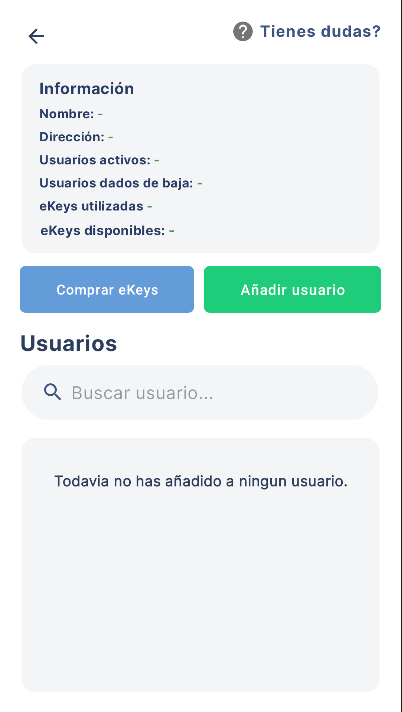 Tienes dudas?
Información
Nombre: -
Dirección: -
Usuarios activos: -
Usuarios dados de baja: -
eKeys utilizadas -
eKeys disponibles: -
Comprar eKeys
Añadir usuario
Usuarios
Buscar usuario...
Todavia no has añadido a ningun usuario.